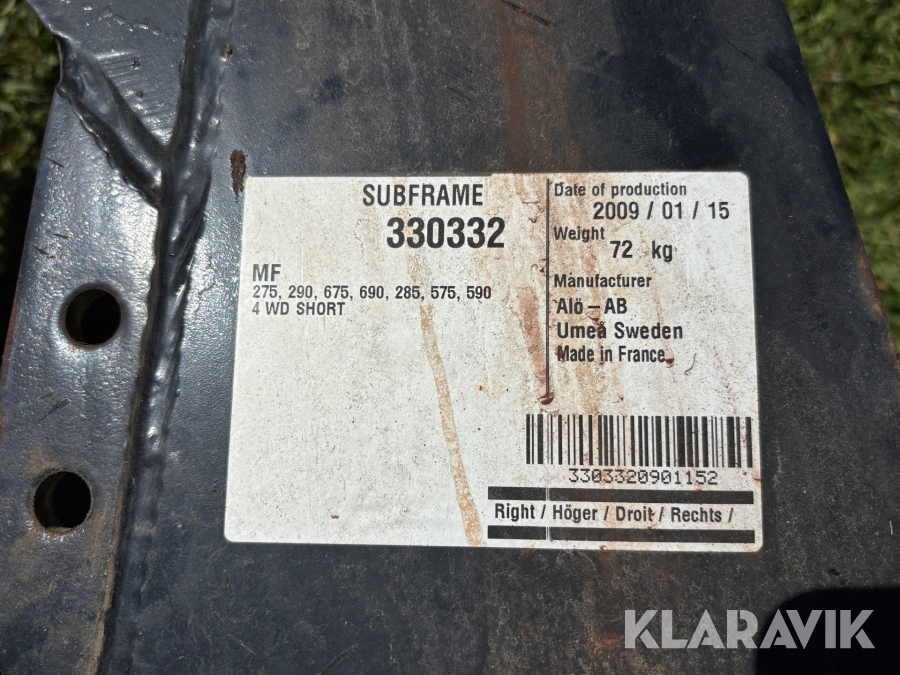 SUBFRAME
330332
MF
275, 290, 675, 690, 285, 575, 590
4 WD SHORT
Date of production
2009 / 01 / 15
Weight
72 kg
Manufacturer
Alö - AB
Umeå Sweden
Made in France
3303320901152
Right / Höger / Droit / Rechts /
KLARAVIK